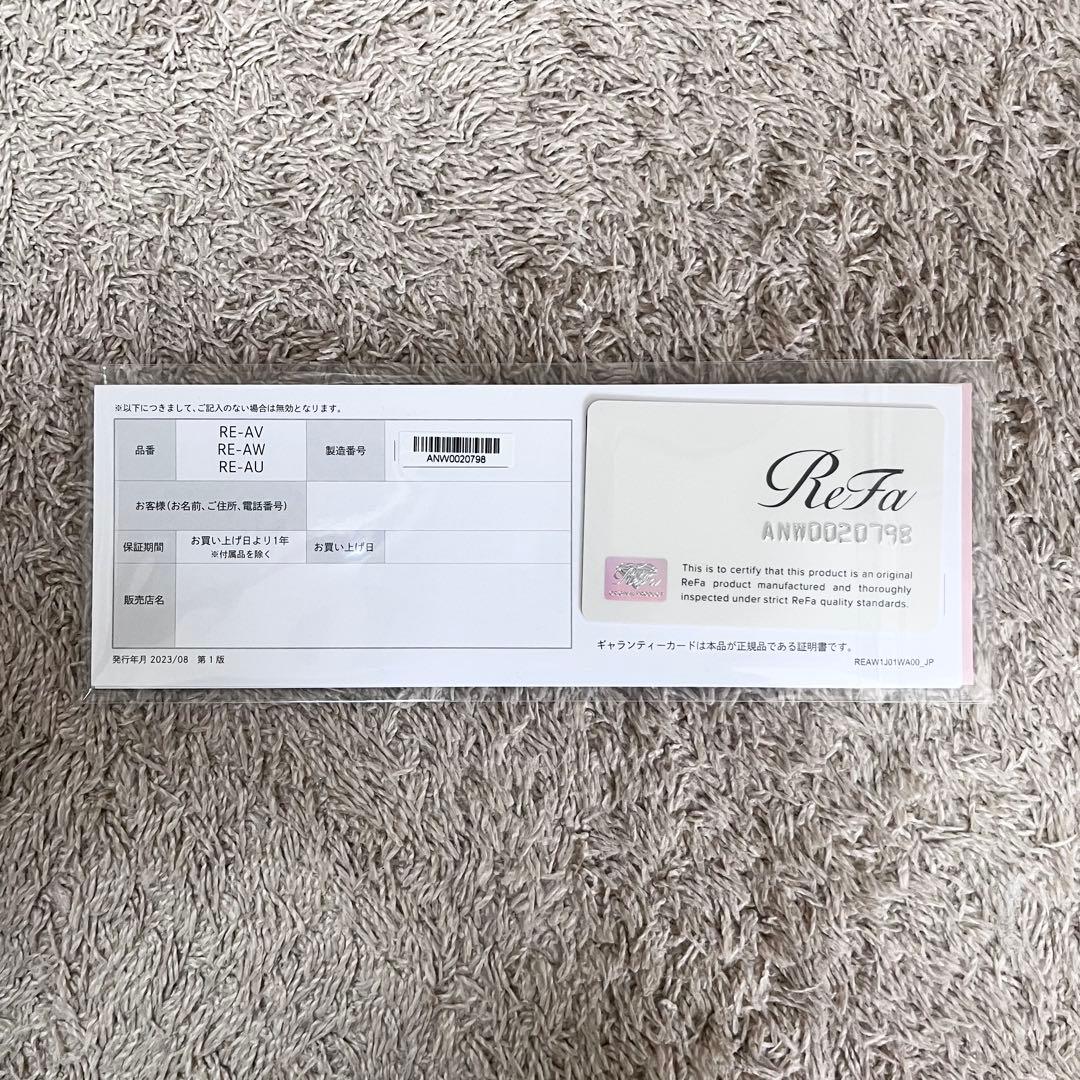 ※以下につきまして、ご記入のない場合は無効となります。
品番
RE-AV
RE-AW
RE-AU
製造番号
ANW0020798
お客様(お名前、ご住所、電話番号)
保証期間
お買い上げ日より1年
※付属品を除く
お買い上げ日
販売店名
発行年月 2023/08 第1版
ReFa
ANW0020798
This is to certify that this product is an original
ReFa product manufactured and thoroughly
inspected under strict ReFa quality standards.
ReFa
ギャランティーカードは本品が正規品である証明書です。
REAW1J01WA00_JP